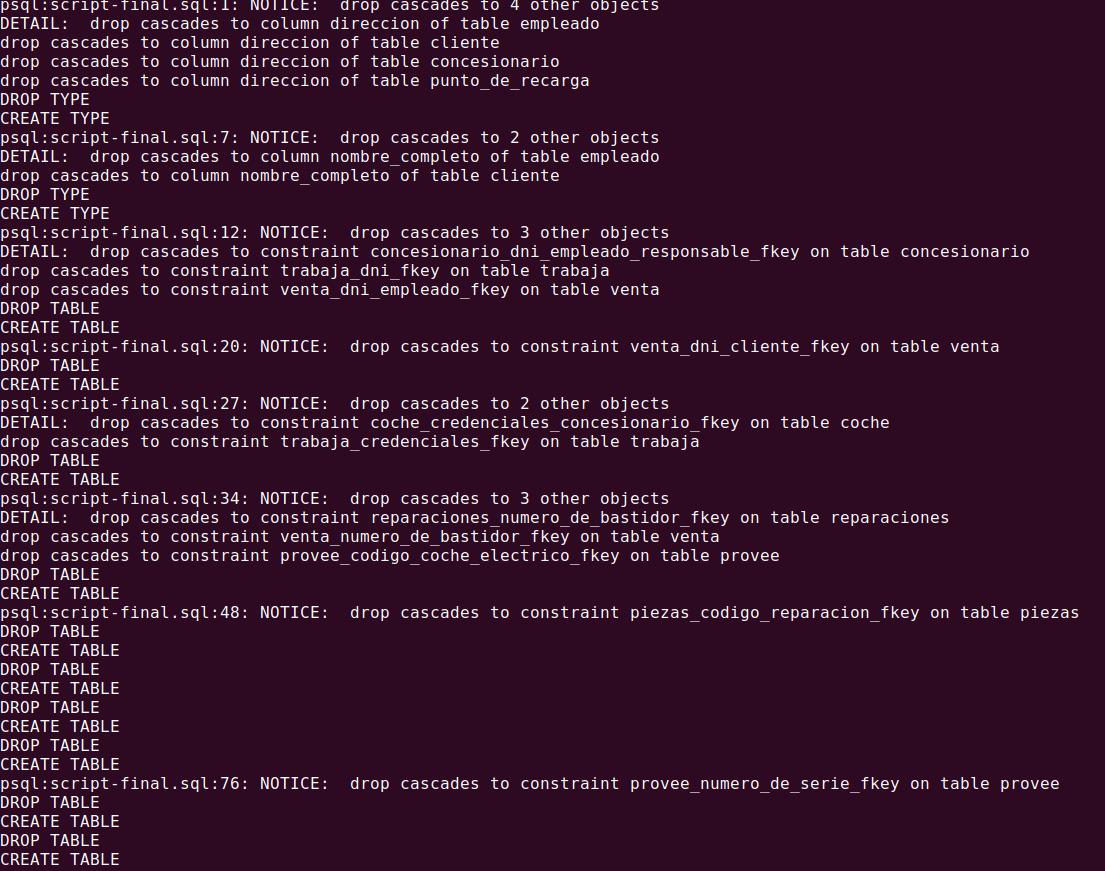 psql:script-final.sql:1: NOTICE:  drop cascades to 4 other objects
DETAIL:  drop cascades to column direccion of table empleado
drop cascades to column direccion of table cliente
drop cascades to column direccion of table concesionario
drop cascades to column direccion of table punto_de_recarga
DROP TYPE
CREATE TYPE
psql:script-final.sql:7: NOTICE:  drop cascades to 2 other objects
DETAIL:  drop cascades to column nombre_completo of table empleado
drop cascades to column nombre_completo of table cliente
DROP TYPE
CREATE TYPE
psql:script-final.sql:12: NOTICE:  drop cascades to 3 other objects
DETAIL:  drop cascades to constraint concesionario_dni_empleado_responsable_fkey on table concesionario
drop cascades to constraint trabaja_dni_fkey on table trabaja
drop cascades to constraint venta_dni_empleado_fkey on table venta
DROP TABLE
CREATE TABLE
psql:script-final.sql:20: NOTICE:  drop cascades to constraint venta_dni_cliente_fkey on table venta
DROP TABLE
CREATE TABLE
psql:script-final.sql:27: NOTICE:  drop cascades to 2 other objects
DETAIL:  drop cascades to constraint coche_credenciales_concesionario_fkey on table coche
drop cascades to constraint trabaja_credenciales_fkey on table trabaja
DROP TABLE
CREATE TABLE
psql:script-final.sql:34: NOTICE:  drop cascades to 3 other objects
DETAIL:  drop cascades to constraint reparaciones_numero_de_bastidor_fkey on table reparaciones
drop cascades to constraint venta_numero_de_bastidor_fkey on table venta
drop cascades to constraint provee_codigo_coche_electrico_fkey on table provee
DROP TABLE
CREATE TABLE
psql:script-final.sql:48: NOTICE:  drop cascades to constraint piezas_codigo_reparacion_fkey on table piezas
DROP TABLE
CREATE TABLE
DROP TABLE
CREATE TABLE
DROP TABLE
CREATE TABLE
DROP TABLE
CREATE TABLE
psql:script-final.sql:76: NOTICE:  drop cascades to constraint provee_numero_de_serie_fkey on table provee
DROP TABLE
CREATE TABLE
DROP TABLE
CREATE TABLE